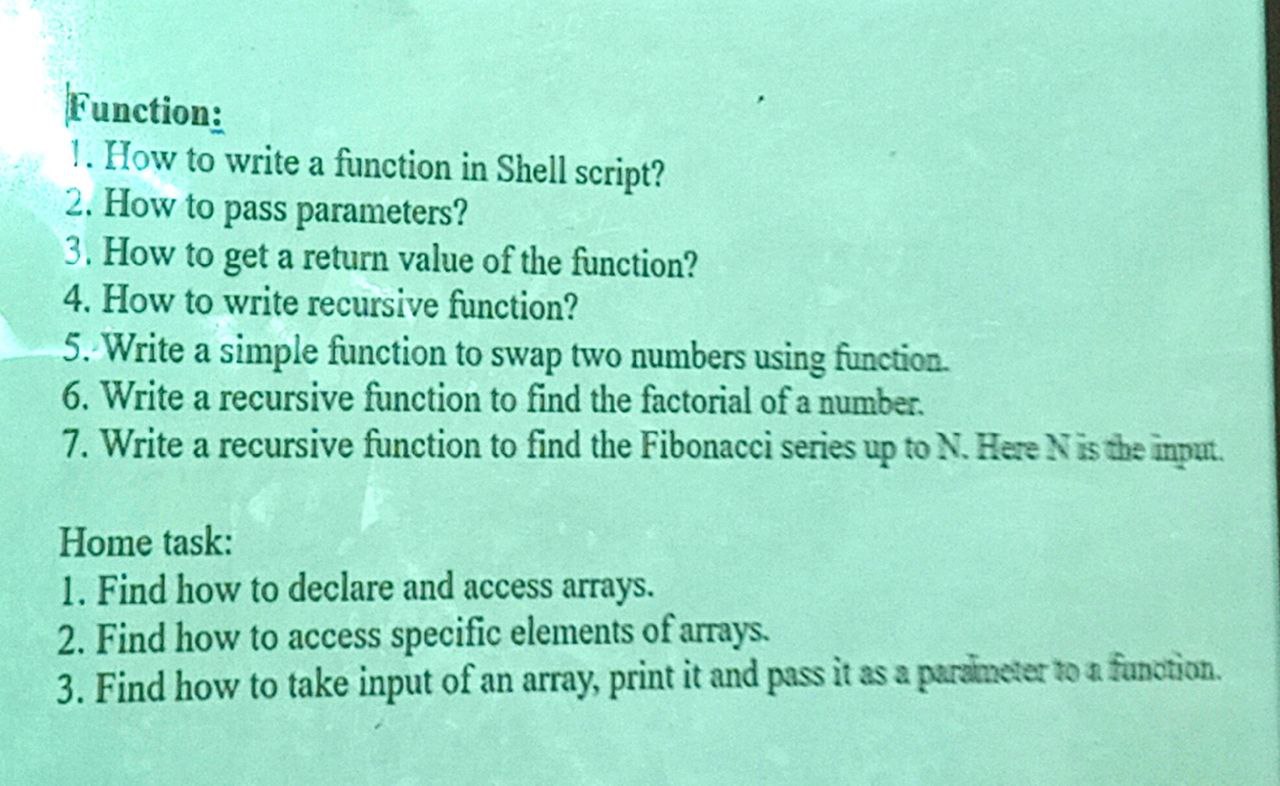 Function:
1. How to write a function in Shell script?
2. How to pass parameters?
3. How to get a return value of the function?
4. How to write recursive function?
5. Write a simple function to swap two numbers using function.
6. Write a recursive function to find the factorial of a number.
7. Write a recursive function to find the Fibonacci series up to N. Here N is the input.
Home task:
1. Find how to declare and access arrays.
2. Find how to access specific elements of arrays.
3. Find how to take input of an array, print it and pass it as a parameter to a function.